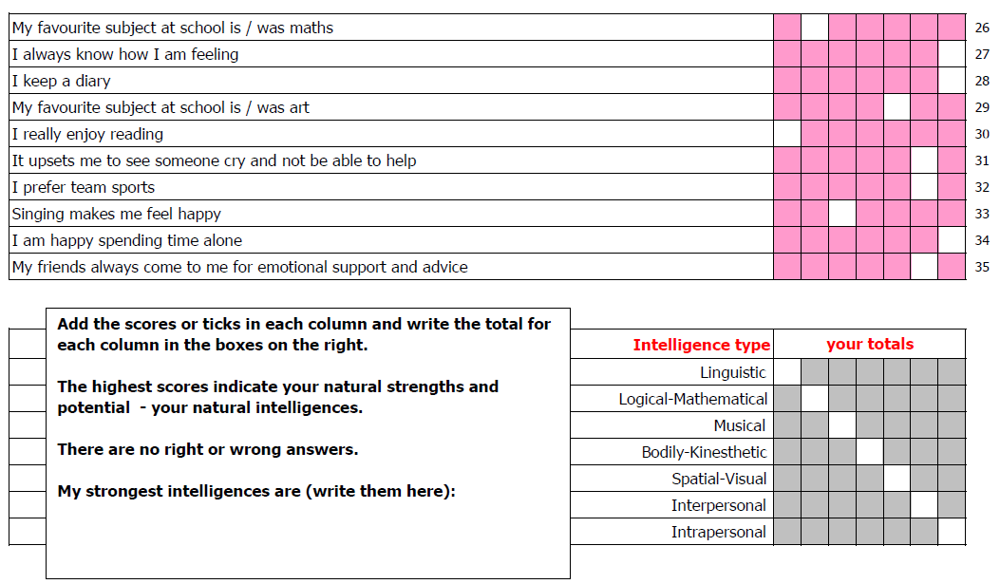 My favourite subject at school is / was maths 26
I always know how I am feeling 27
I keep a diary 28
My favourite subject at school is / was art 29
I really enjoy reading 30
It upsets me to see someone cry and not be able to help 31
I prefer team sports 32
Singing makes me feel happy 33
I am happy spending time alone 34
My friends always come to me for emotional support and advice 35
Add the scores or ticks in each column and write the total for
each column in the boxes on the right.
The highest scores indicate your natural strengths and
potential - your natural intelligences.
There are no right or wrong answers.
My strongest intelligences are (write them here):
Intelligence type your totals
Linguistic
Logical-Mathematical
Musical
Bodily-Kinesthetic
Spatial-Visual
Interpersonal
Intrapersonal